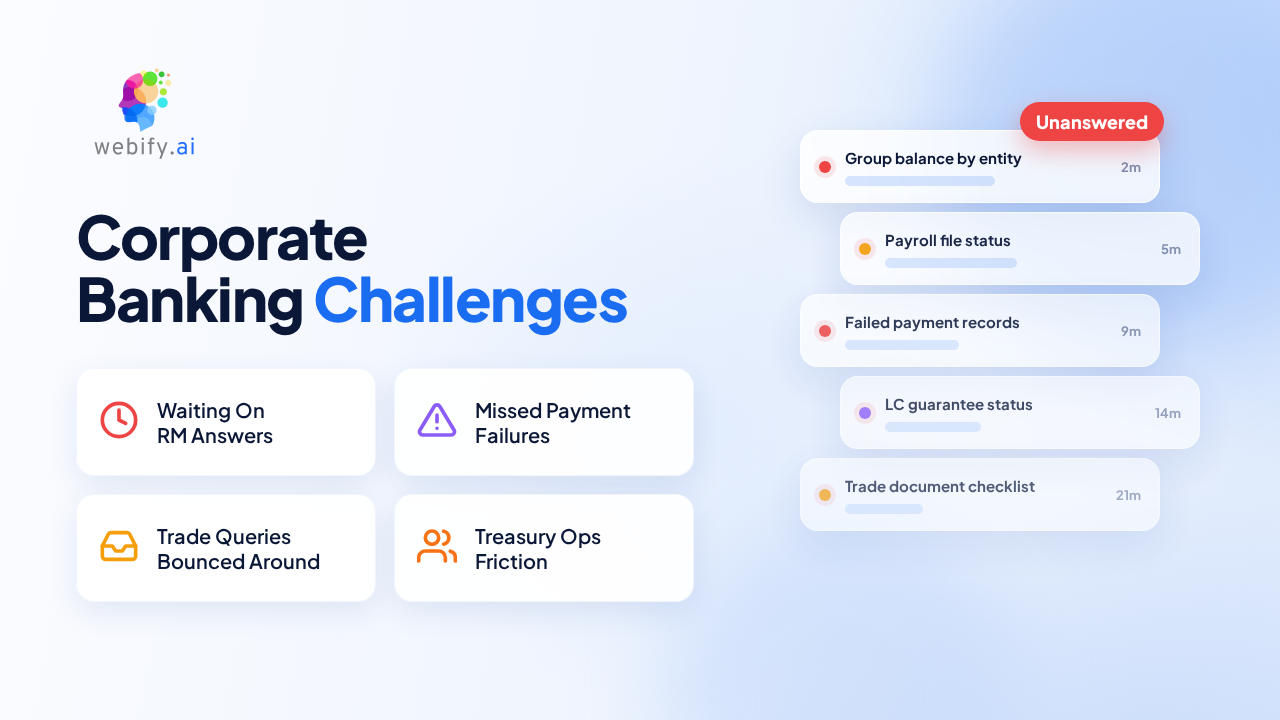 webify.ai
Corporate
Banking Challenges
Waiting On
RM Answers
Missed Payment
Failures
Trade Queries
Bounced Around
Treasury Ops
Friction
Unanswered
Group balance by entity
2m
Payroll file status
5m
Failed payment records
9m
LC guarantee status
14m
Trade document checklist
21m